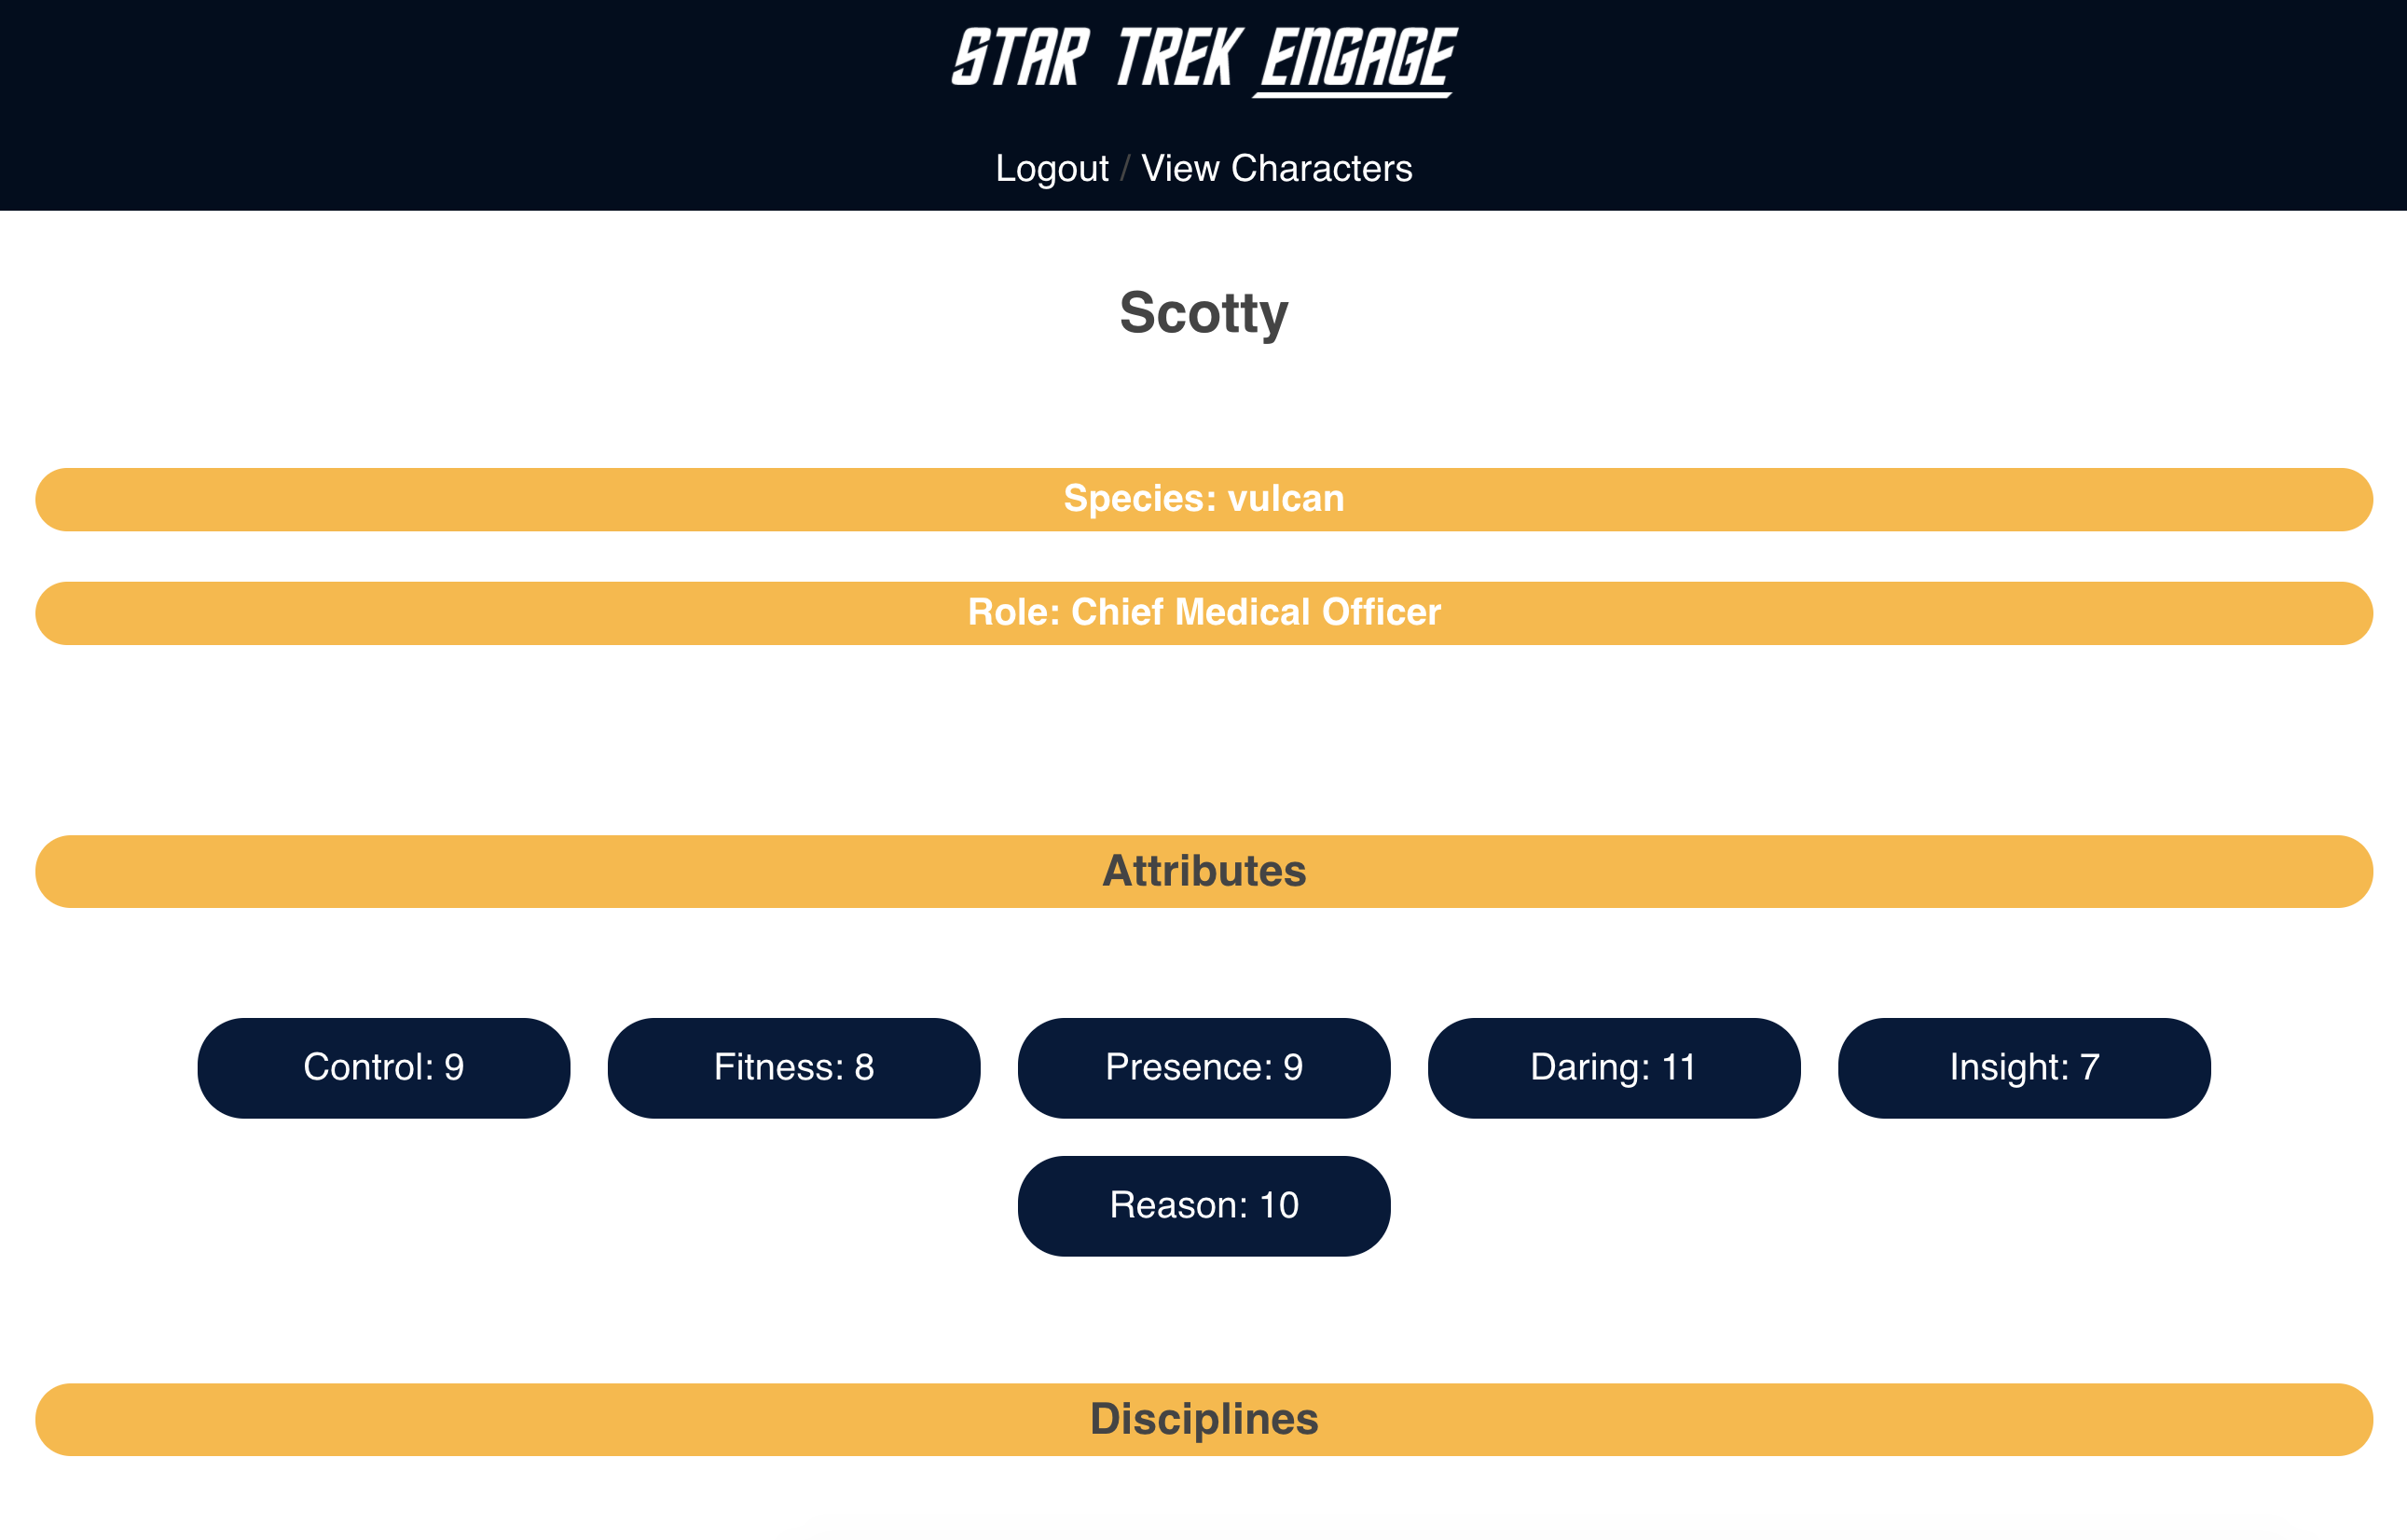 STAR TREK ENGAGE
Logout / View Characters
Scotty
Species: vulcan
Role: Chief Medical Officer
Attributes
Control: 9
Fitness: 8
Presence: 9
Daring: 11
Insight: 7
Reason: 10
Disciplines